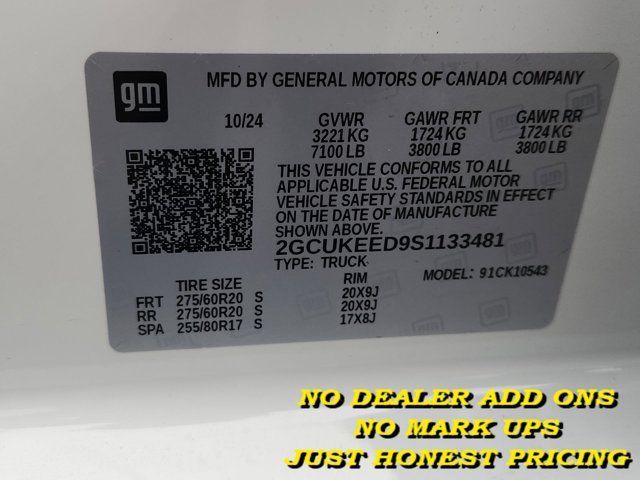 gm
MFD BY GENERAL MOTORS OF CANADA COMPANY
10/24 GVWR GAWR FRT GAWR RR
3221 KG 1724 KG 1724 KG
7100 LB 3800 LB 3800 LB
THIS VEHICLE CONFORMS TO ALL
APPLICABLE U.S. FEDERAL MOTOR
VEHICLE SAFETY STANDARDS IN EFFECT
ON THE DATE OF MANUFACTURE
SHOWN ABOVE.
2GCUKEED9S1133481
TYPE: TRUCK MODEL: 91CK10543
TIRE SIZE RIM
FRT 275/60R20 S 20X9J
RR 275/60R20 S 20X9J
SPA 255/80R17 S 17X8J
NO DEALER ADD ONS
NO MARK UPS
JUST HONEST PRICING